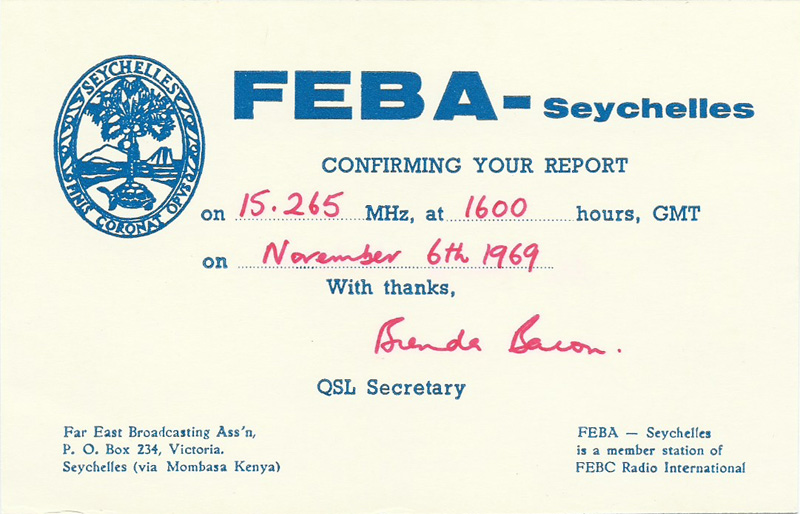 SEYCHELLES
FINIS CORONAT OPUS
FEBA-Seychelles
CONFIRMING YOUR REPORT
on 15.265 MHz, at 1600 hours, GMT
on November 6th 1969
With thanks,
Brenda Bacon.
QSL Secretary
Far East Broadcasting Ass'n,
P. O. Box 234, Victoria.
Seychelles (via Mombasa Kenya)
FEBA — Seychelles
is a member station of
FEBC Radio International